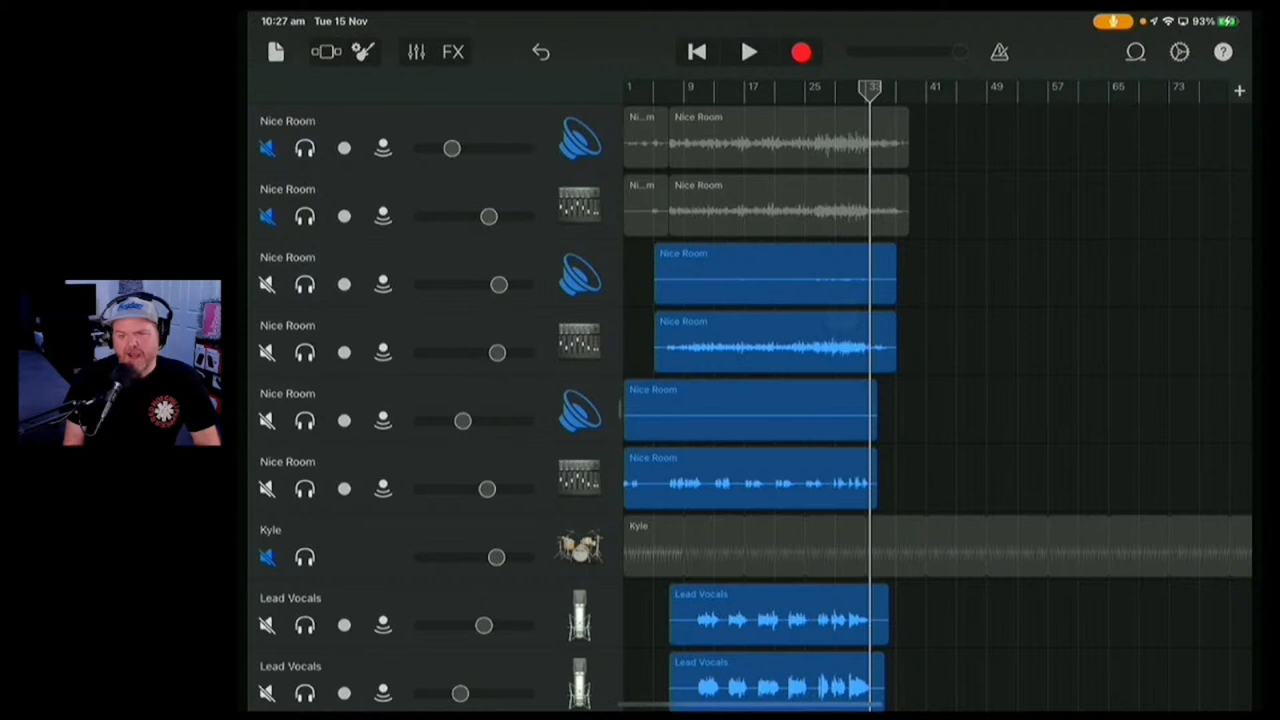 10:27 am Tue 15 Nov
93%
FX
?
1 9 17 25 33 41 49 57 65 73
+
Nice Room
Ni...m Nice Room
Nice Room
Ni...m Nice Room
Nice Room
Nice Room
Nice Room
Nice Room
Nice Room
Nice Room
Nice Room
Nice Room
Kyle
Kyle
Lead Vocals
Lead Vocals
Lead Vocals
Lead Vocals